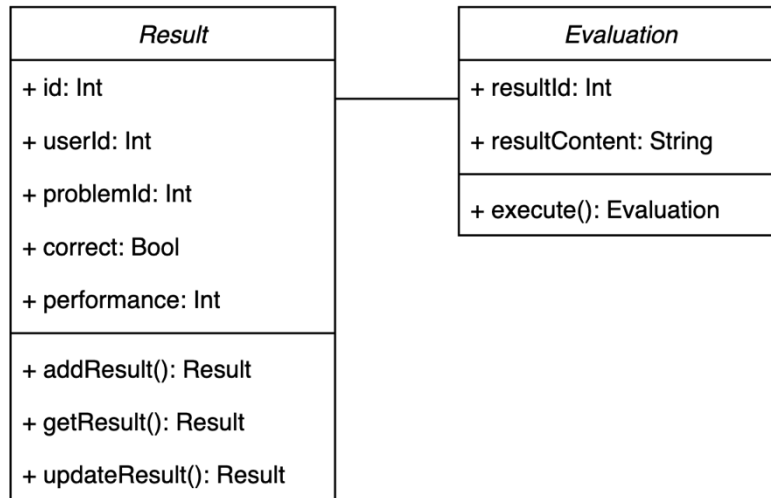 Result
+ id: Int
+ userId: Int
+ problemId: Int
+ correct: Bool
+ performance: Int
+ addResult(): Result
+ getResult(): Result
+ updateResult(): Result
Evaluation
+ resultId: Int
+ resultContent: String
+ execute(): Evaluation